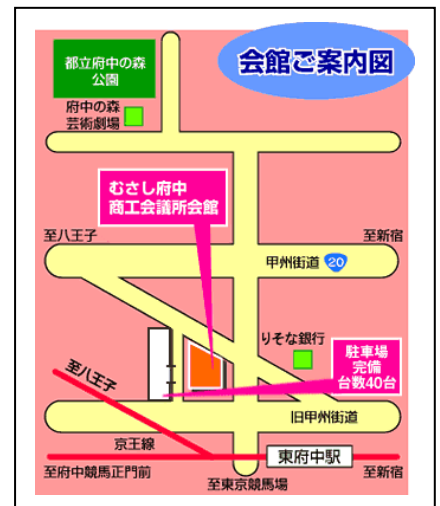 会館ご案内図
都立府中の森
公園
府中の森
芸術劇場
むさし府中
商工会議所会館
至八王子
至新宿
甲州街道 20
りそな銀行
駐車場
完備
台数40台
至八王子
旧甲州街道
京王線
東府中駅
至府中競馬正門前
至東京競馬場
至新宿